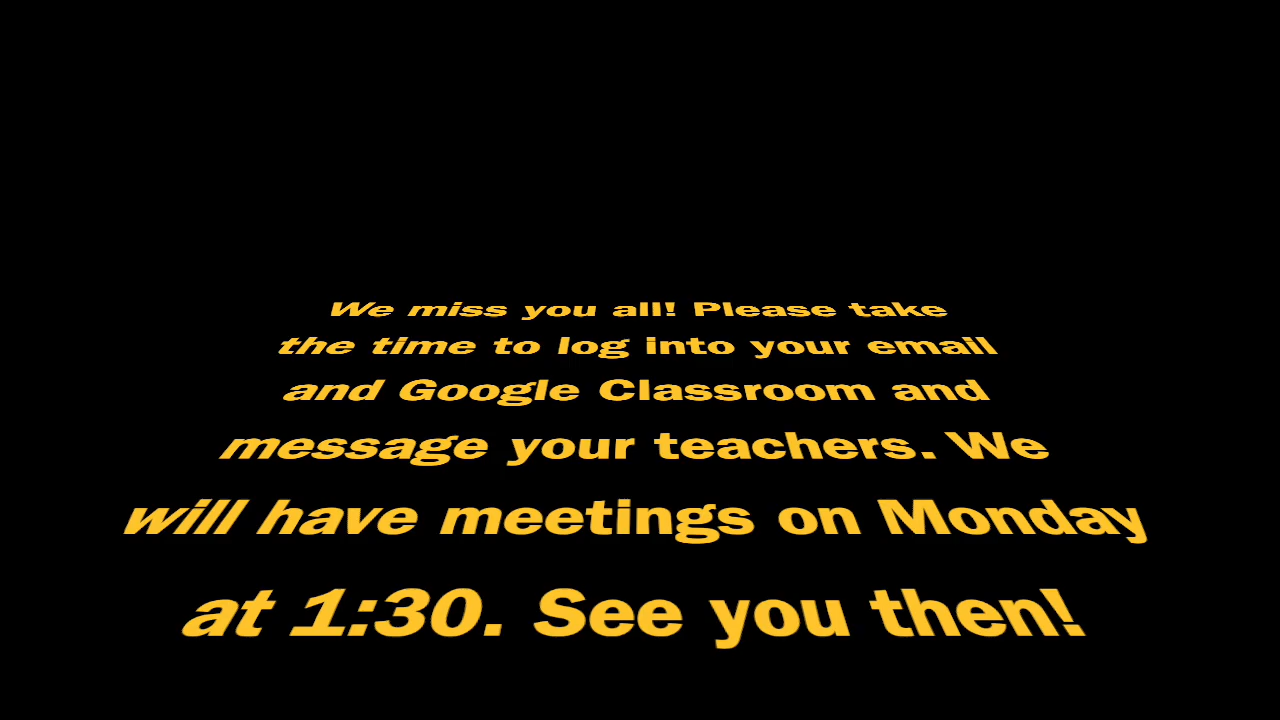 We miss you all! Please take
the time to log into your email
and Google Classroom and
message your teachers. We
will have meetings on Monday
at 1:30. See you then!